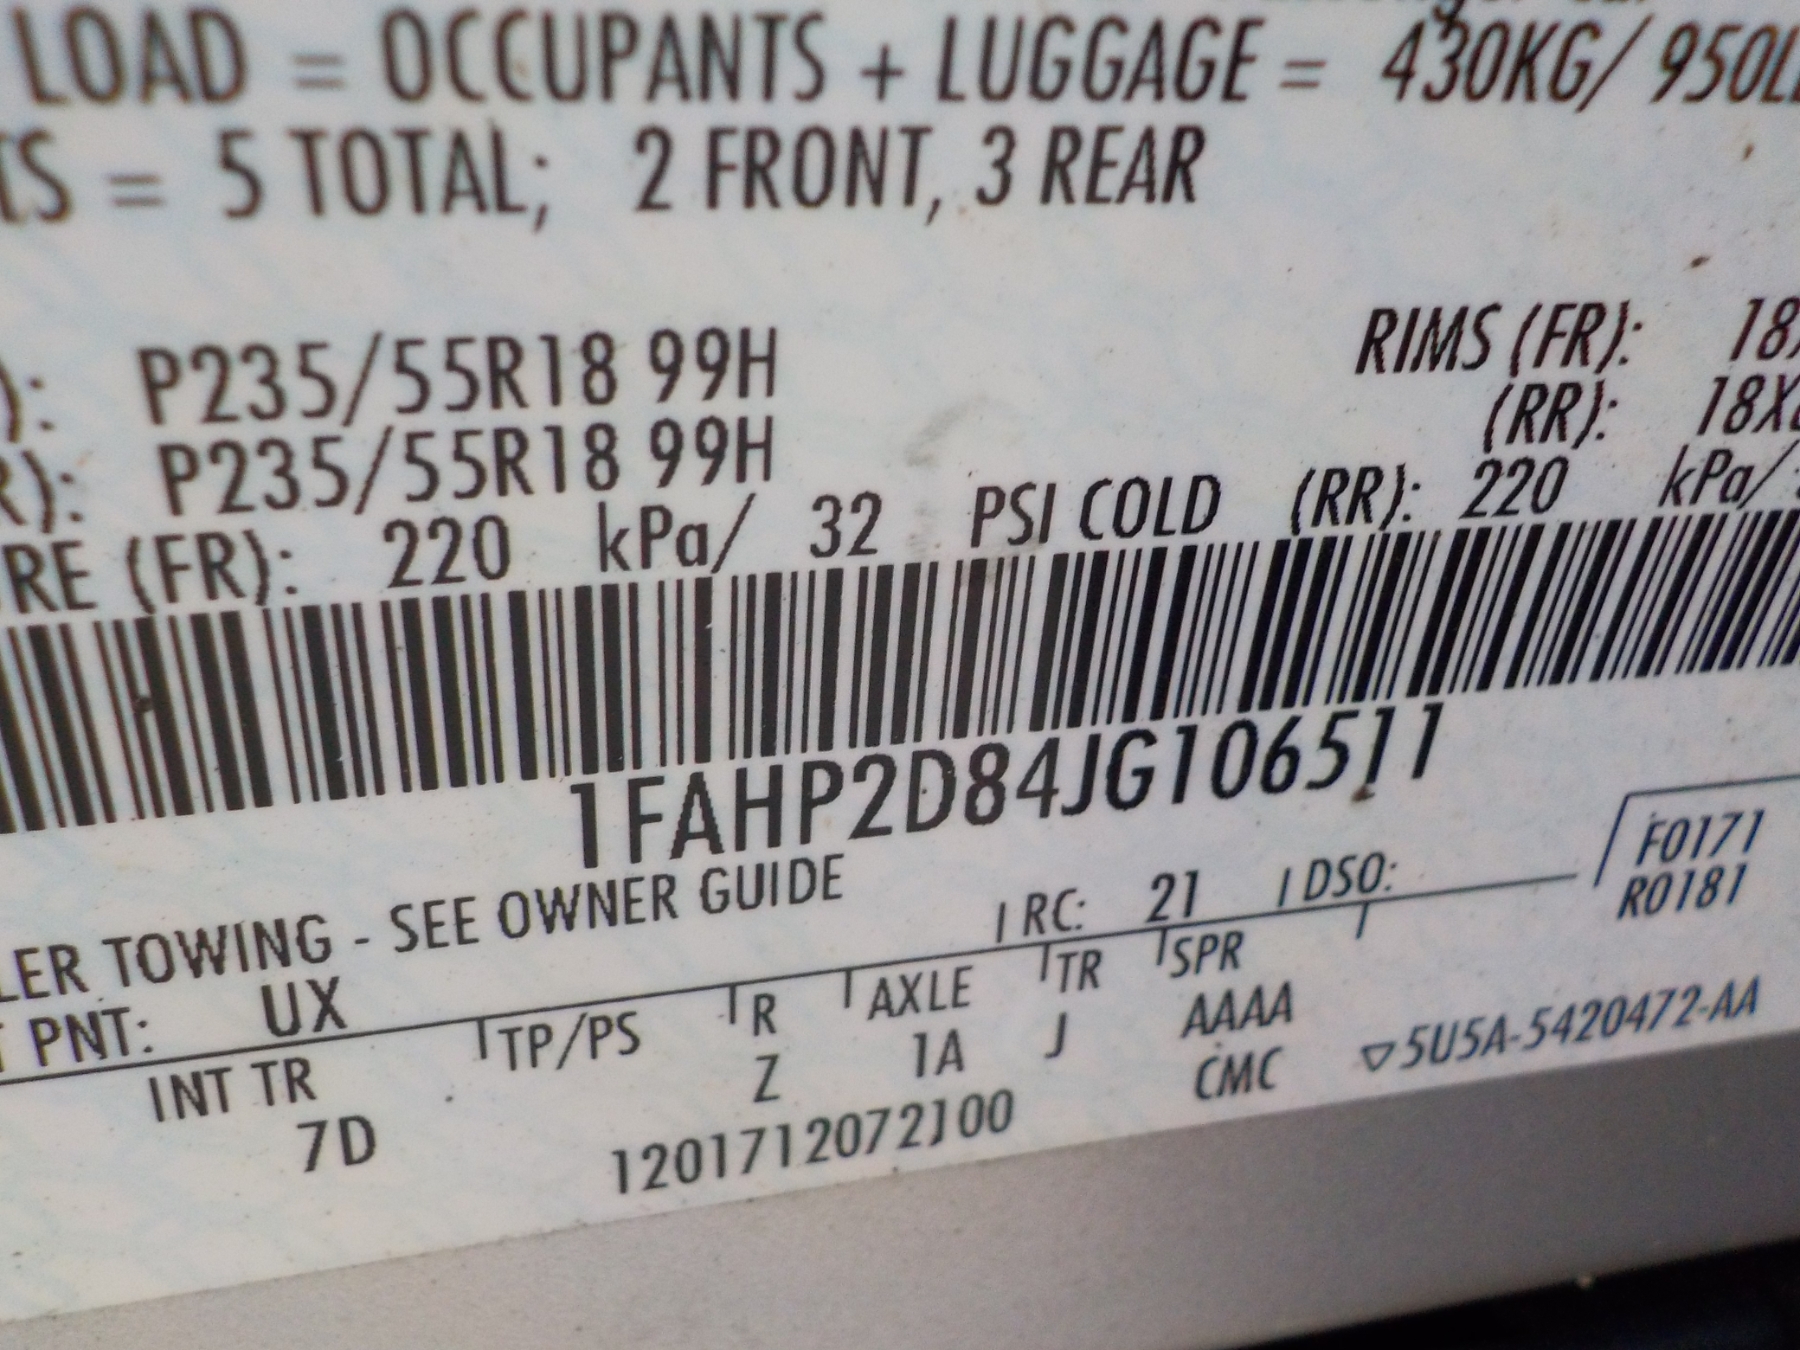 LOAD = OCCUPANTS + LUGGAGE = 430KG/ 950L
TS = 5 TOTAL; 2 FRONT, 3 REAR
): P235/55R18 99H RIMS (FR): 18X
R): P235/55R18 99H (RR): 18X
RE (FR): 220 kPa/ 32 PSI COLD (RR): 220 kPa/
1FAHP2D84JG106511
LER TOWING - SEE OWNER GUIDE
T PNT: UX RC: 21 DSO:
F0171
R0181
INT TR TP/PS R AXLE TR SPR
7D Z 1A J AAAA
1201712072100 CMC ▽5U5A-5420472-AA